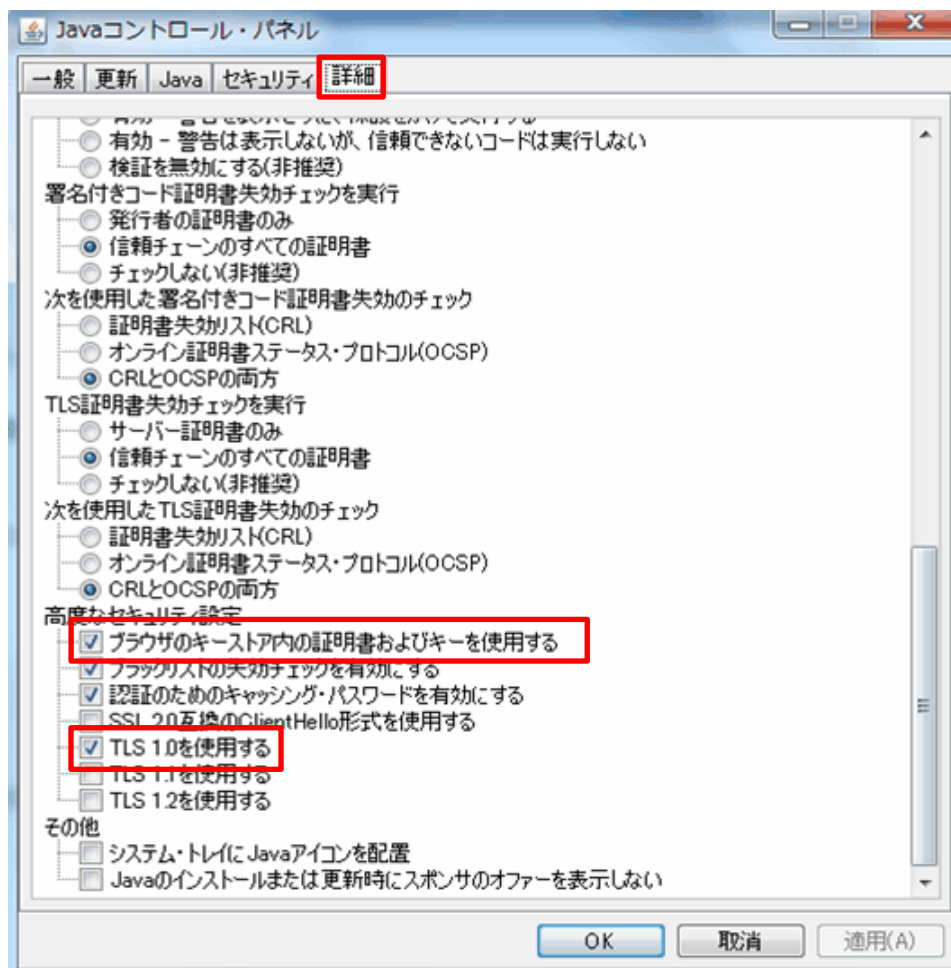 Javaコントロール・パネル
一般 更新 Java セキュリティ 詳細
有効 - 警告は表示しないが、信頼できないコードは実行しない
検証を無効にする(非推奨)
署名付きコード証明書失効チェックを実行
発行者の証明書のみ
信頼チェーンのすべての証明書
チェックしない(非推奨)
次を使用した署名付きコード証明書失効のチェック
証明書失効リスト(CRL)
オンライン証明書ステータス・プロトコル(OCSP)
CRLとOCSPの両方
TLS証明書失効チェックを実行
サーバー証明書のみ
信頼チェーンのすべての証明書
チェックしない(非推奨)
次を使用したTLS証明書失効のチェック
証明書失効リスト(CRL)
オンライン証明書ステータス・プロトコル(OCSP)
CRLとOCSPの両方
高度なセキュリティ設定
ブラウザのキーストア内の証明書およびキーを使用する
ブラックリストの失効チェックを有効にする
認証のためのキャッシング・パスワードを有効にする
SSL 2.0互換のClientHello形式を使用する
TLS 1.0を使用する
TLS 1.1を使用する
TLS 1.2を使用する
その他
システム・トレイにJavaアイコンを配置
Javaのインストールまたは更新時にスポンサのオファーを表示しない
OK 取消 適用(A)